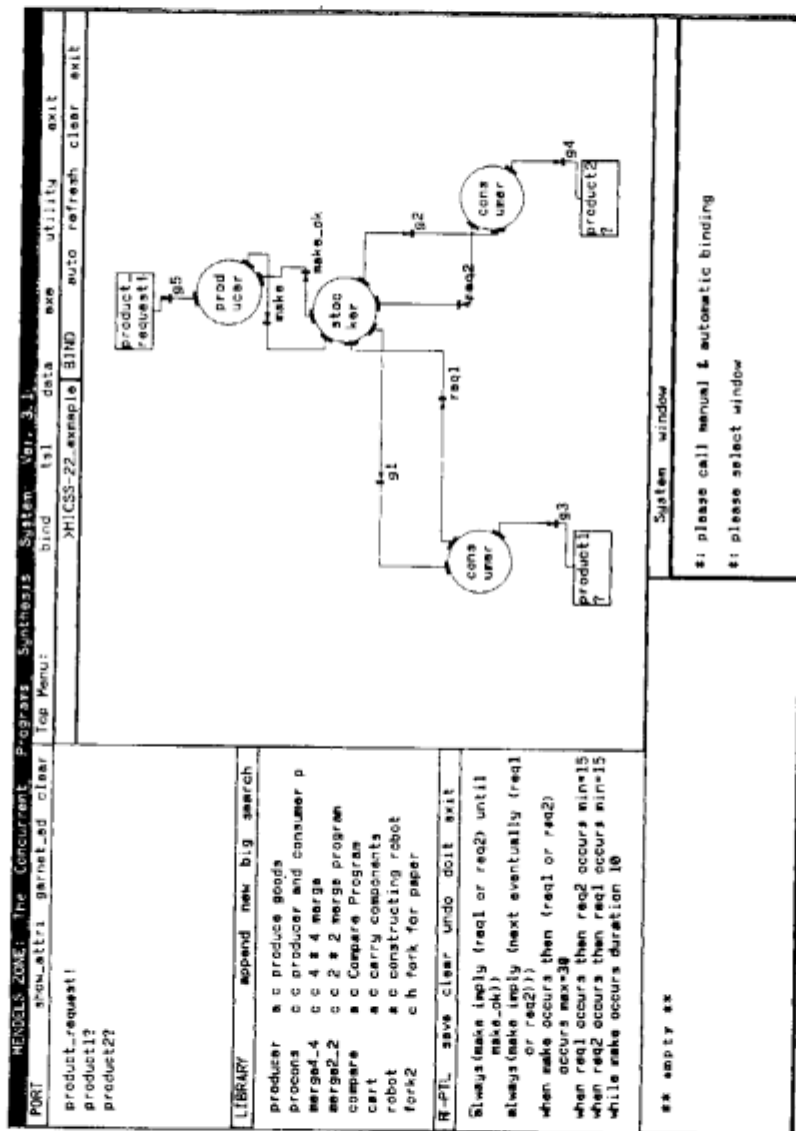 MENDELS ZONE: The Concurrent Programs Synthesis System Ver. 3.1
PORT show_attri garnet_ed clear
product_request!
product1?
product2?
Top Menu: bind tsl data exe utility exit
>HICSS-22_exmaple BIND auto refresh clear exit
product_
request!
g5
prod
ucer
make
make_ok
stoc
ker
g1
req1
req2
g2
cons
umer
g3
product1
?
cons
umer
g4
product2
?
LIBRARY append new big search
producer a c produce goods
procons c c producer and consumer p
merge4_4 c c 4 * 4 merge
merge2_2 c c 2 * 2 merge program
compare a c Compare Program
cart a c carry components
robot a c constructing robot
fork2 c h fork for paper
save clear undo doit exit
always(make imply (req1 or req2) until
make_ok))
always(make imply (next eventually (req1
or req2)))
when make occurs then (req1 or req2)
occurs max=30
when req1 occurs then req2 occurs min=15
when req2 occurs then req1 occurs min=15
while make occurs duration 10
** empty **
System window
#: please call manual & automatic binding
#: please select window